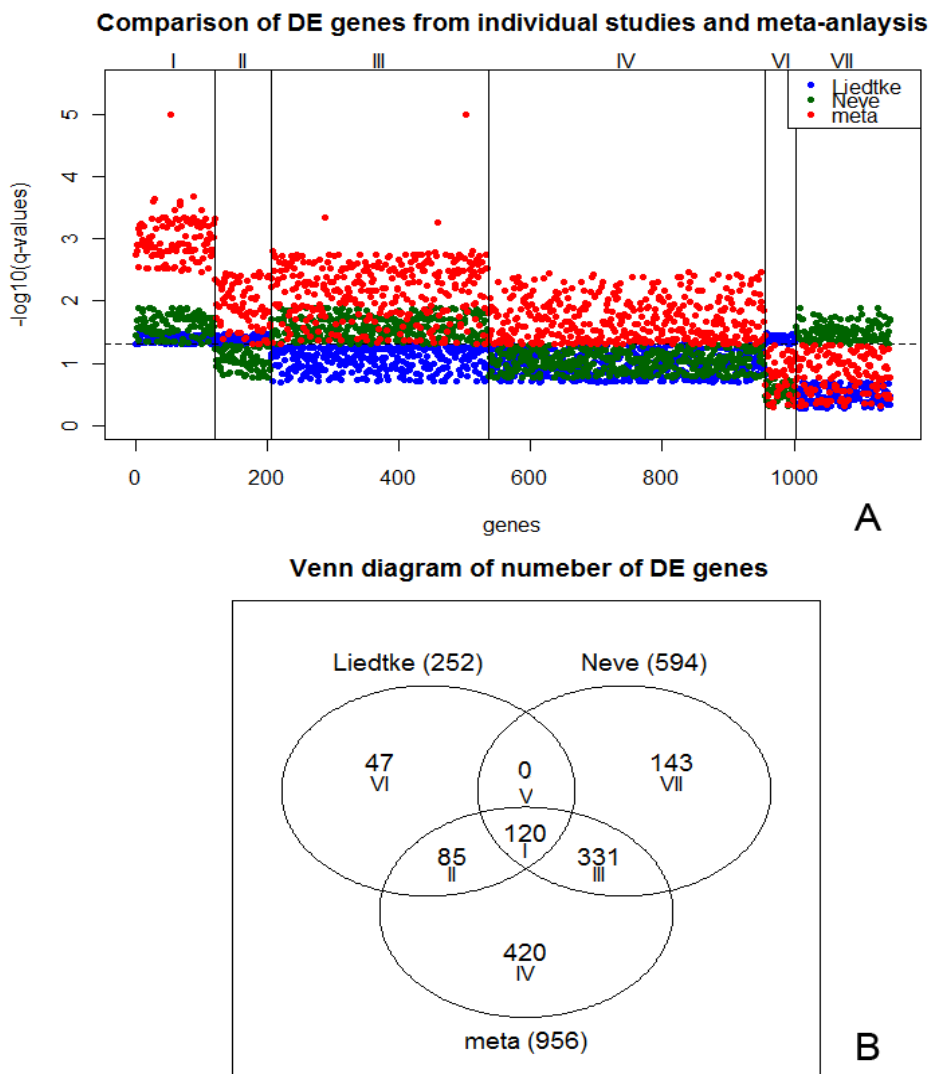 Comparison of DE genes from individual studies and meta-anlaysis
I II III IV VI VII
Liedtke
Neve
meta
-log10(q-values)
5
4
3
2
1
0
0 200 400 600 800 1000
genes
A
Venn diagram of numeber of DE genes
Liedtke (252) Neve (594)
47 0 143
VI V VII
120
I
85 331
II III
420
IV
meta (956)
B